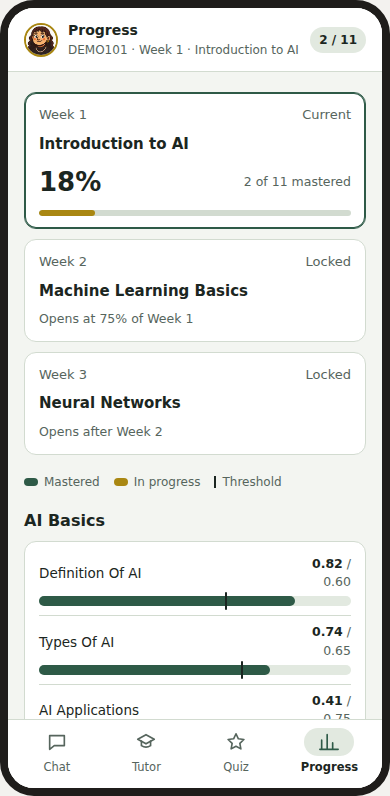 Progress
DEMO101 · Week 1 · Introduction to AI
2 / 11
Week 1 Current
Introduction to AI
18% 2 of 11 mastered
Week 2 Locked
Machine Learning Basics
Opens at 75% of Week 1
Week 3 Locked
Neural Networks
Opens after Week 2
Mastered In progress Threshold
AI Basics
Definition Of AI 0.82 /
0.60
Types Of AI 0.74 /
0.65
AI Applications 0.41 /
0.75
Chat Tutor Quiz Progress